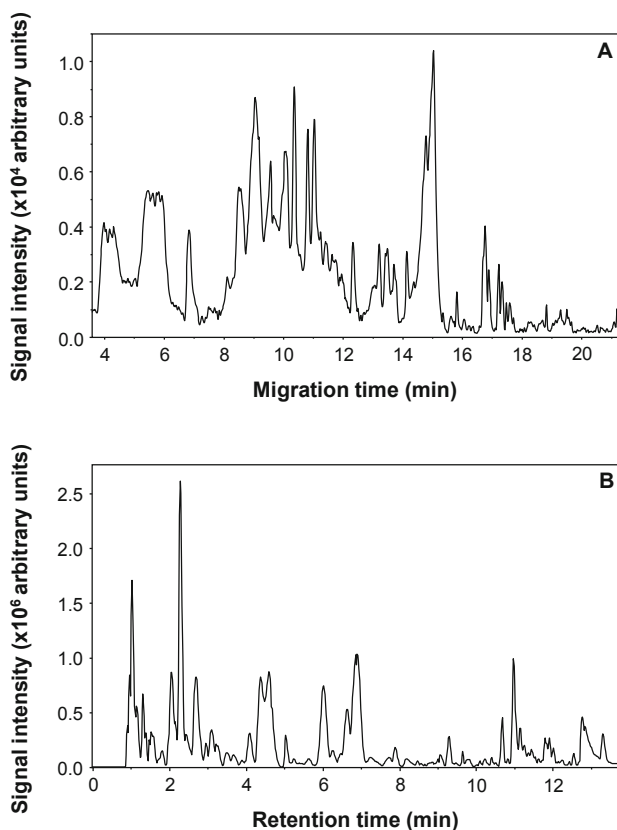 A
Signal intensity (x10⁴ arbitrary units)
1.0
0.8
0.6
0.4
0.2
0.0
4 6 8 10 12 14 16 18 20
Migration time (min)
B
Signal intensity (x10⁶ arbitrary units)
2.5
2.0
1.5
1.0
0.5
0.0
0 2 4 6 8 10 12
Retention time (min)